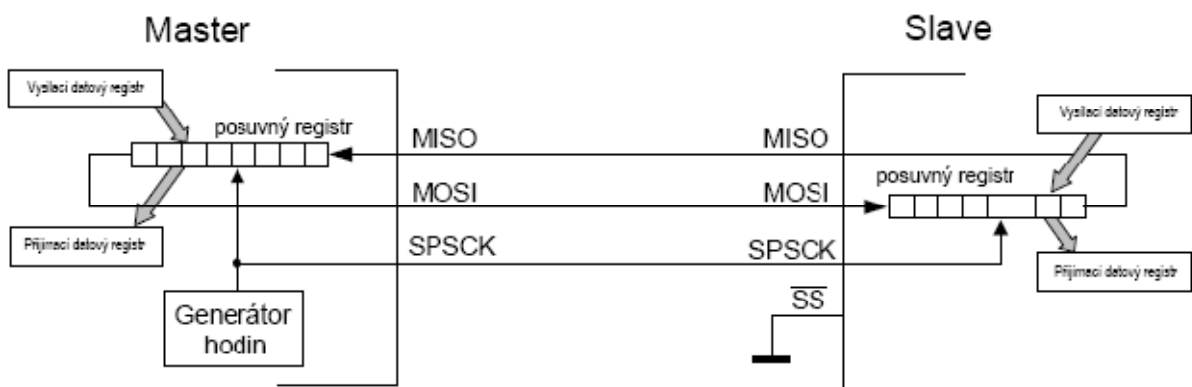 Master
Slave
Vysílací datový registr
posuvný registr
MISO
MISO
Vysílací datový registr
MOSI
MOSI
posuvný registr
Přijímací datový registr
SPSCK
SPSCK
Přijímací datový registr
SS
Generátor
hodin